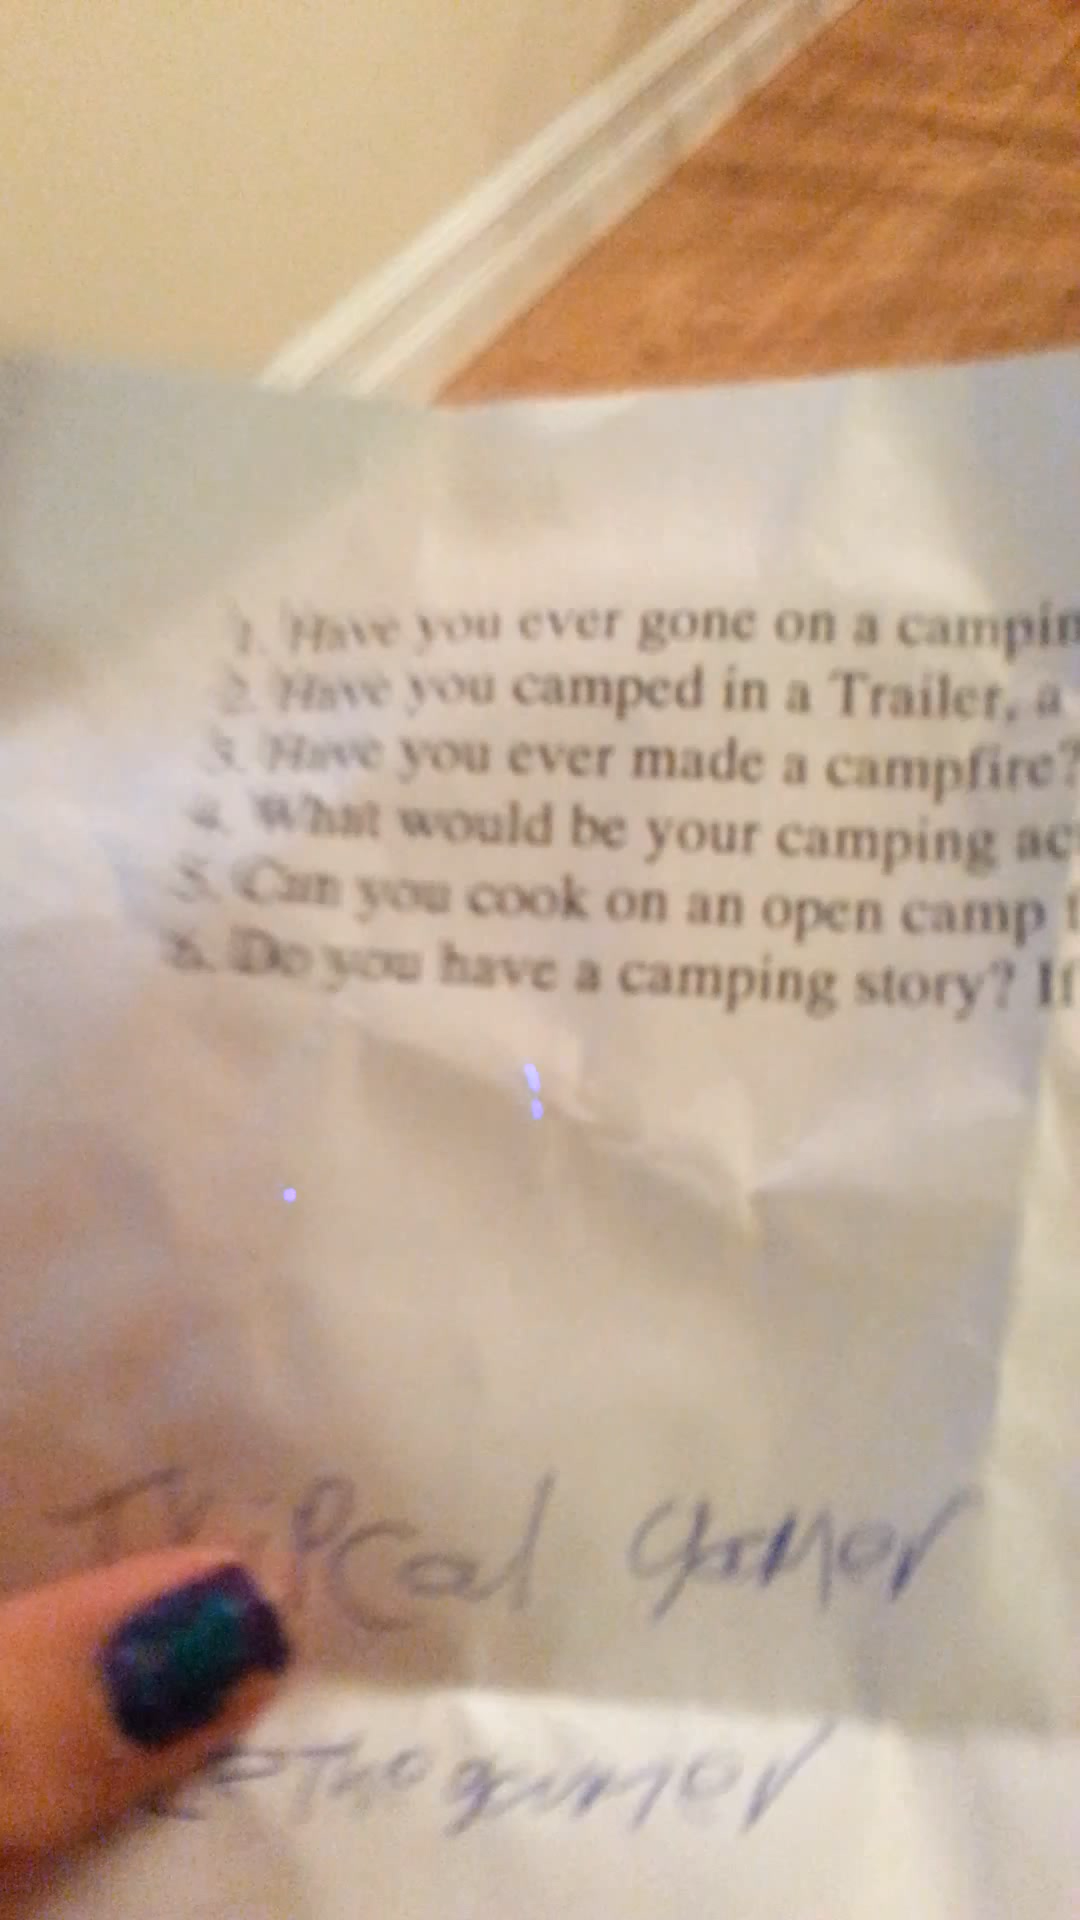 1. Have you ever gone on a campin
2. Have you camped in a Trailer, a
3. Have you ever made a campfire?
4. What would be your camping ac
5. Can you cook on an open camp f
6. Do you have a camping story? If
gamer
gamer